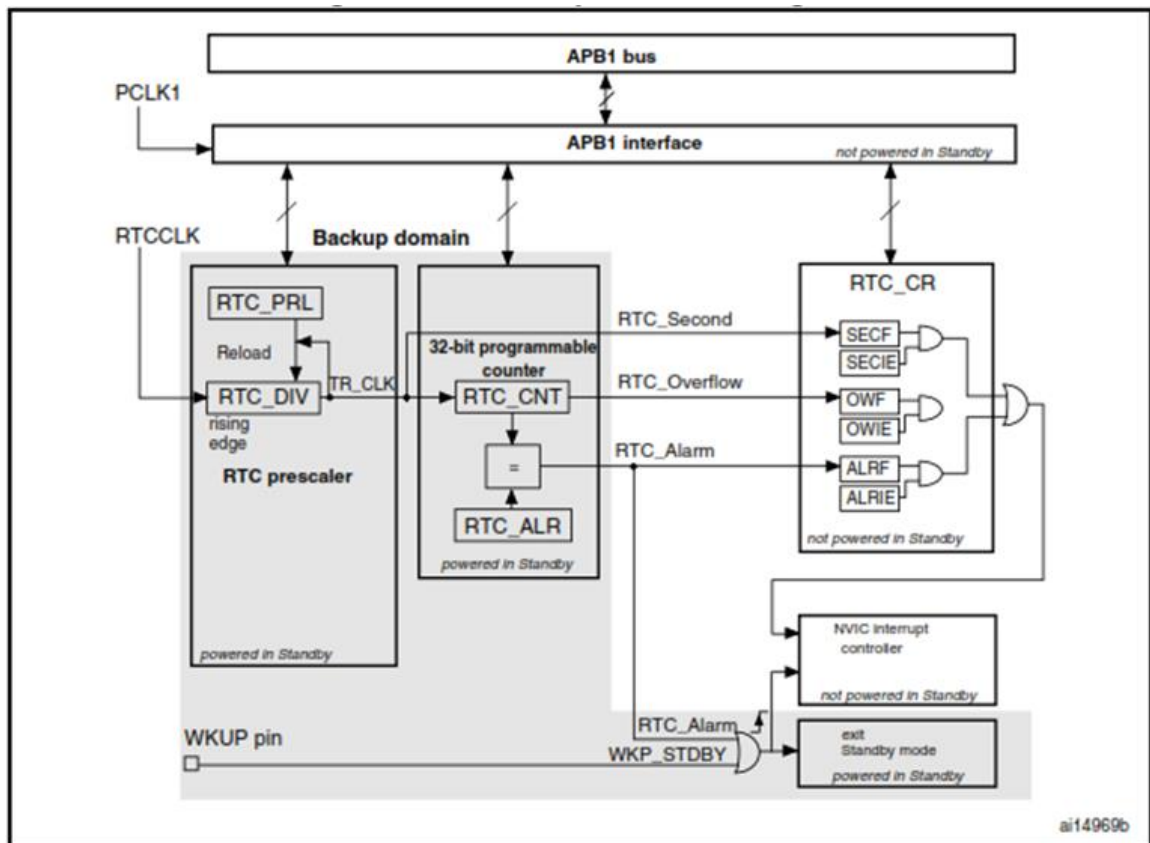 APB1 bus
PCLK1
APB1 interface
not powered in Standby
RTCCLK
Backup domain
RTC_CR
RTC_PRL
RTC_Second
SECF
Reload
32-bit programmable
counter
SECIE
TR_CLK
RTC_Overflow
RTC_DIV
RTC_CNT
OWF
rising
edge
OWIE
RTC_Alarm
=
ALRF
RTC prescaler
ALRIE
RTC_ALR
not powered in Standby
powered in Standby
NVIC interrupt
controller
powered in Standby
not powered in Standby
RTC_Alarm
exit
Standby mode
WKUP pin
WKP_STDBY
powered in Standby
ai14969b